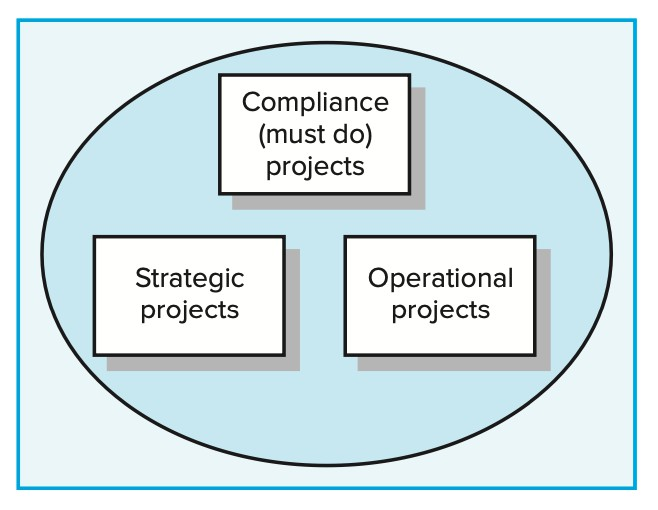 Compliance
(must do)
projects
Strategic
projects
Operational
projects